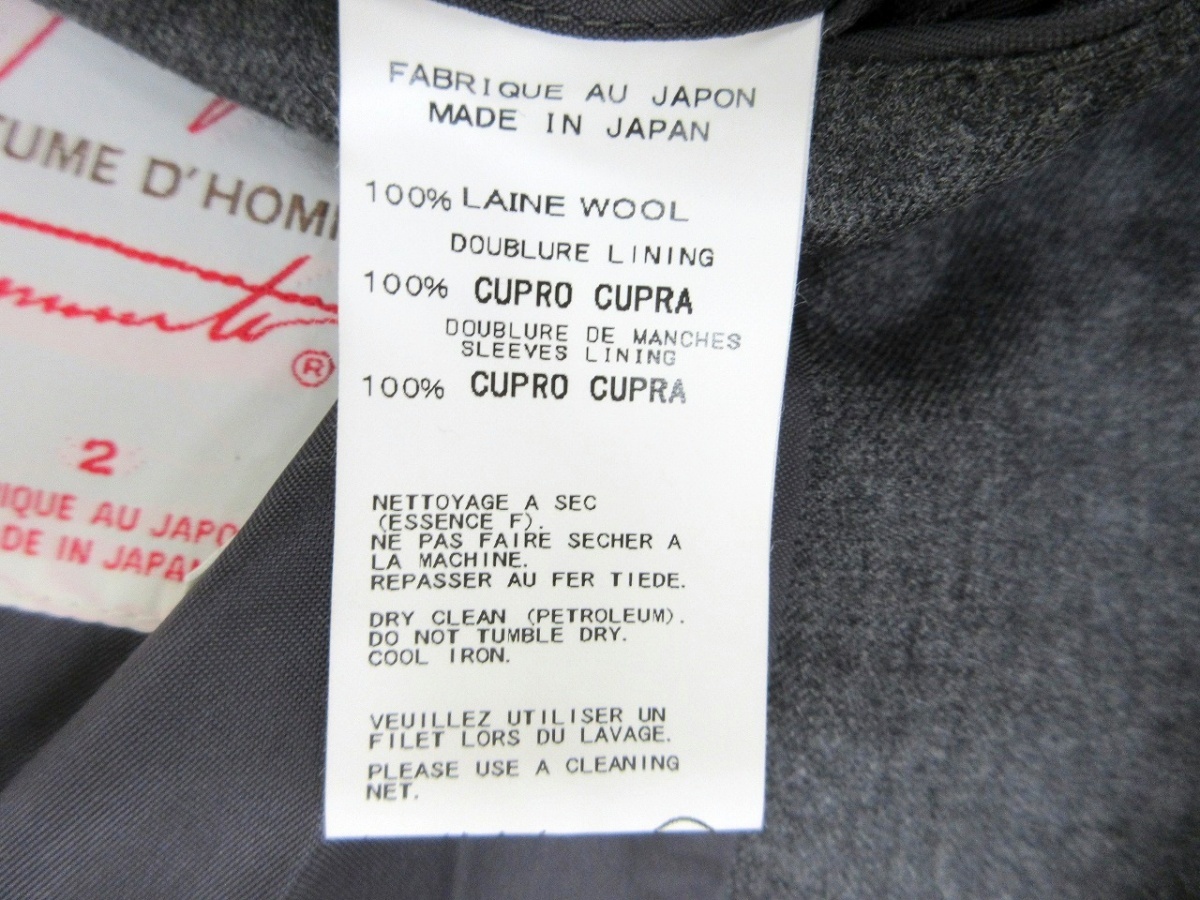 FABRIQUE AU JAPON
MADE IN JAPAN
100% LAINE WOOL
DOUBLURE LINING
100% CUPRO CUPRA
DOUBLURE DE MANCHES
SLEEVES LINING
100% CUPRO CUPRA
NETTOYAGE A SEC
(ESSENCE F).
NE PAS FAIRE SECHER A
LA MACHINE.
REPASSER AU FER TIEDE.
DRY CLEAN (PETROLEUM).
DO NOT TUMBLE DRY.
COOL IRON.
VEUILLEZ UTILISER UN
FILET LORS DU LAVAGE.
PLEASE USE A CLEANING
NET.
TUME D'HOM
®
2
IQUE AU JAPO
DE IN JAPAN